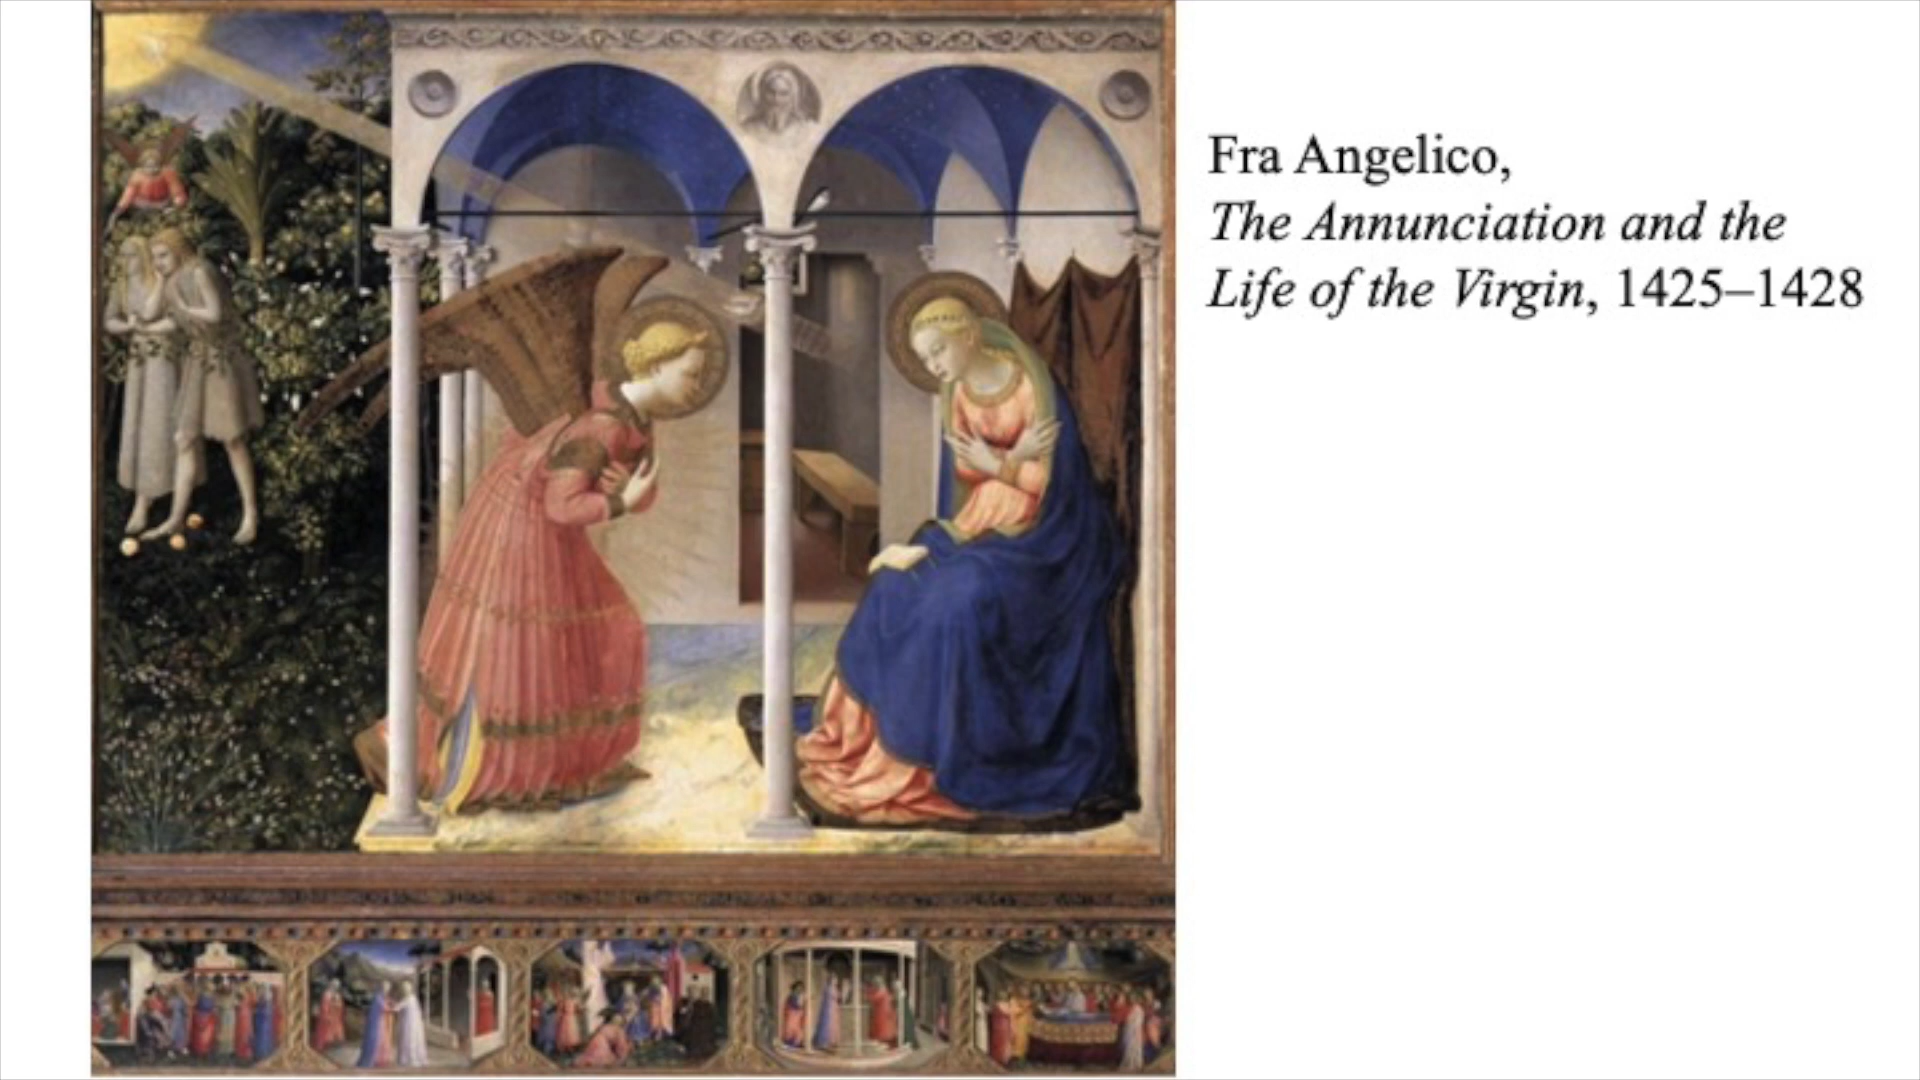 Fra Angelico,
The Annunciation and the
Life of the Virgin, 1425–1428